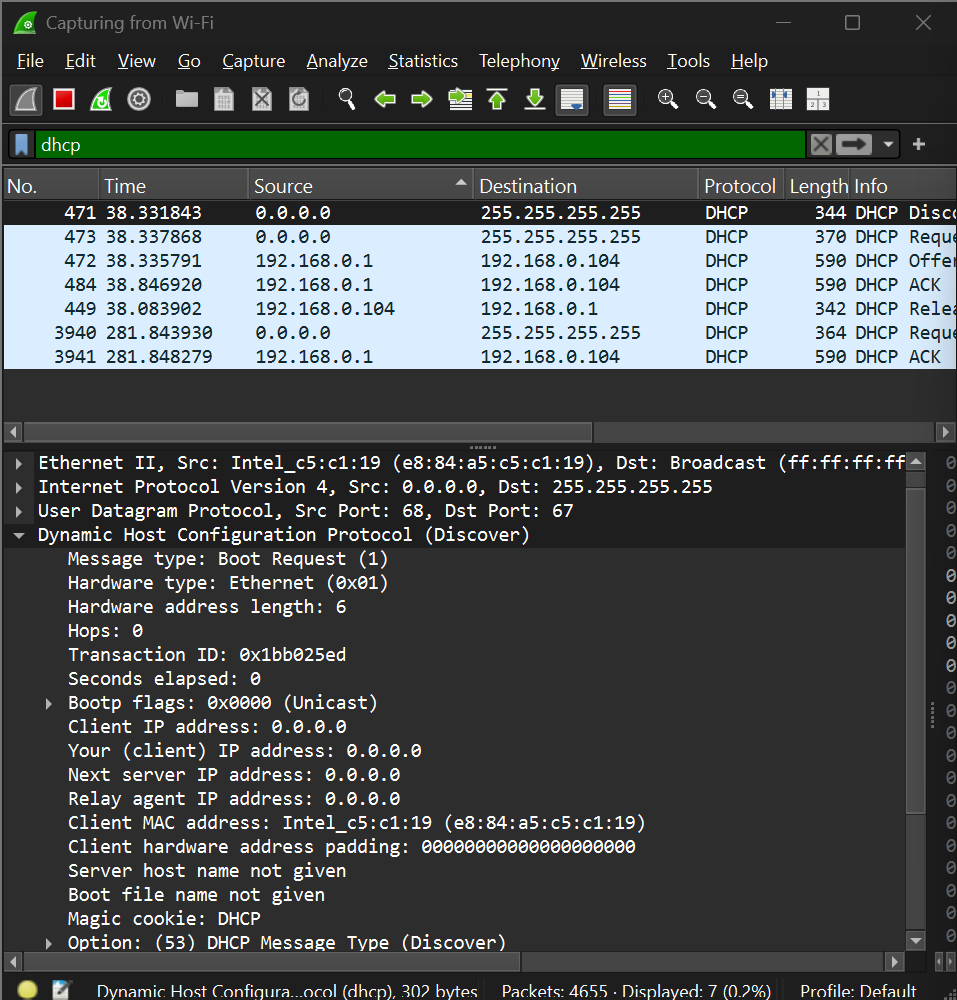 Capturing from Wi-Fi
File Edit View Go Capture Analyze Statistics Telephony Wireless Tools Help
dhcp
No. Time Source Destination Protocol Length Info
471 38.331843 0.0.0.0 255.255.255.255 DHCP 344 DHCP Disco
473 38.337868 0.0.0.0 255.255.255.255 DHCP 370 DHCP Reque
472 38.335791 192.168.0.1 192.168.0.104 DHCP 590 DHCP Offer
484 38.846920 192.168.0.1 192.168.0.104 DHCP 590 DHCP ACK
449 38.083902 192.168.0.104 192.168.0.1 DHCP 342 DHCP Relea
3940 281.843930 0.0.0.0 255.255.255.255 DHCP 364 DHCP Reque
3941 281.848279 192.168.0.1 192.168.0.104 DHCP 590 DHCP ACK
Ethernet II, Src: Intel_c5:c1:19 (e8:84:a5:c5:c1:19), Dst: Broadcast (ff:ff:ff:ff
Internet Protocol Version 4, Src: 0.0.0.0, Dst: 255.255.255.255
User Datagram Protocol, Src Port: 68, Dst Port: 67
Dynamic Host Configuration Protocol (Discover)
Message type: Boot Request (1)
Hardware type: Ethernet (0x01)
Hardware address length: 6
Hops: 0
Transaction ID: 0x1bb025ed
Seconds elapsed: 0
Bootp flags: 0x0000 (Unicast)
Client IP address: 0.0.0.0
Your (client) IP address: 0.0.0.0
Next server IP address: 0.0.0.0
Relay agent IP address: 0.0.0.0
Client MAC address: Intel_c5:c1:19 (e8:84:a5:c5:c1:19)
Client hardware address padding: 00000000000000000000
Server host name not given
Boot file name not given
Magic cookie: DHCP
Option: (53) DHCP Message Type (Discover)
Dynamic Host Configura...ocol (dhcp), 302 bytes Packets: 4655 · Displayed: 7 (0.2%) Profile: Default